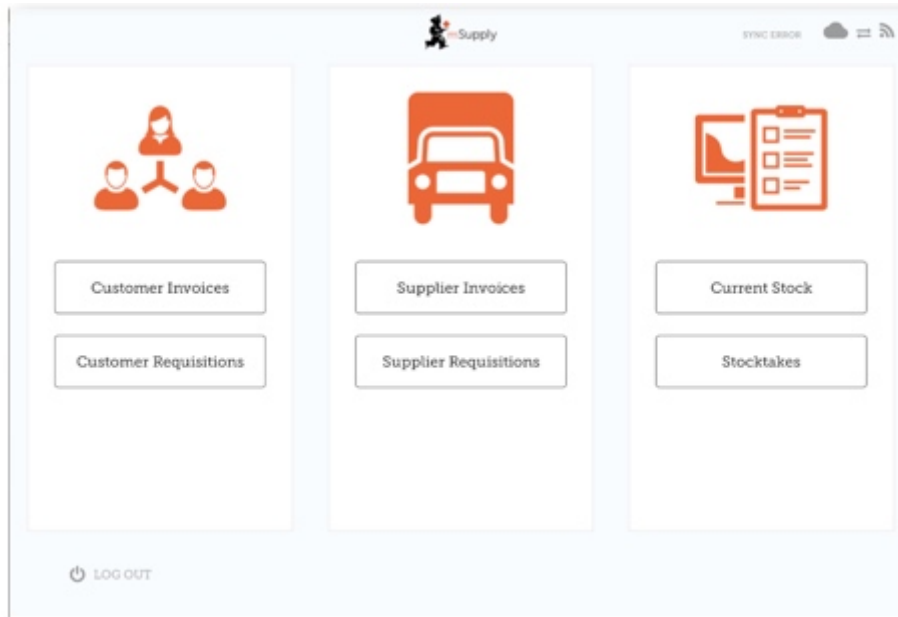 mSupply
SYNC ERROR
Customer Invoices
Customer Requisitions
Supplier Invoices
Supplier Requisitions
Current Stock
Stocktakes
LOG OUT